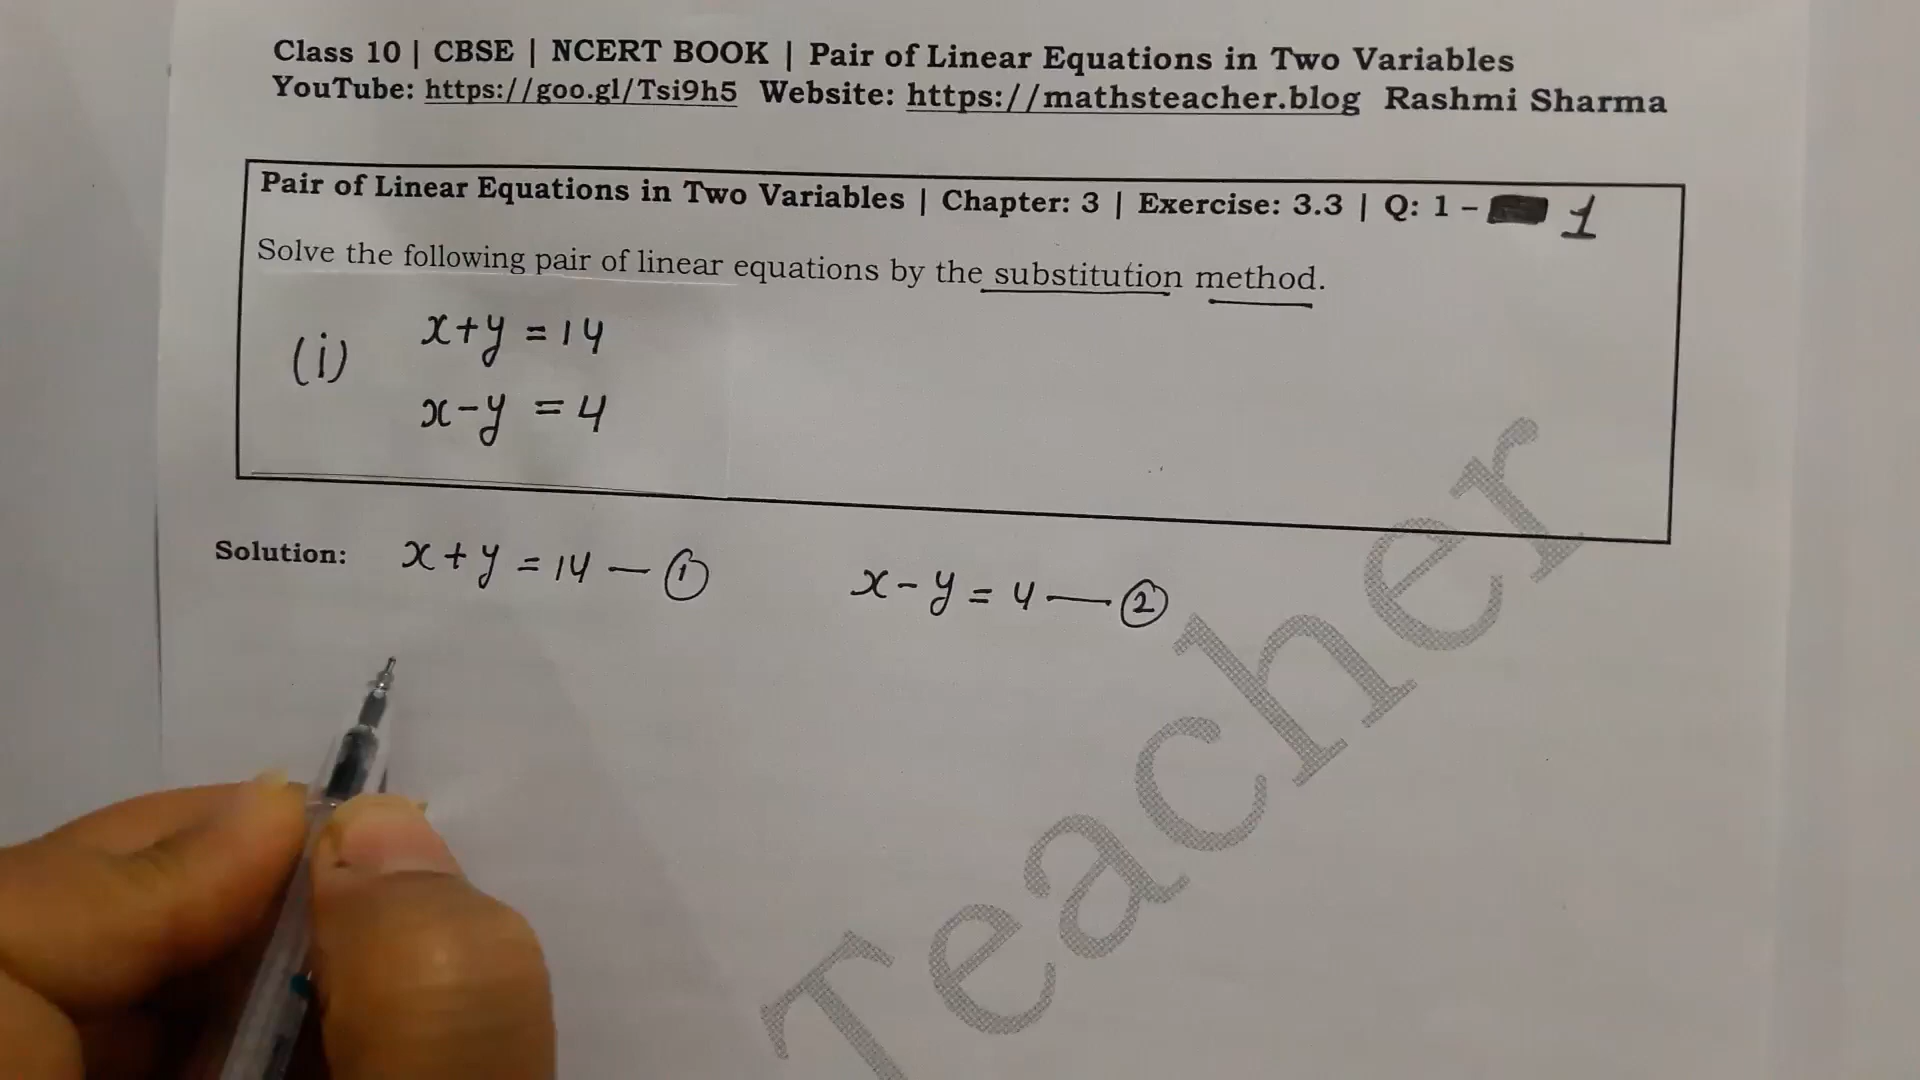 Class 10 | CBSE | NCERT BOOK | Pair of Linear Equations in Two Variables
YouTube: https://goo.gl/Tsi9h5 Website: https://mathsteacher.blog Rashmi Sharma
Pair of Linear Equations in Two Variables | Chapter: 3 | Exercise: 3.3 | Q: 1 – 1
Solve the following pair of linear equations by the substitution method.
(i) x+y = 14
x-y = 4
Solution: x+y = 14 — ① x-y = 4 — ②
Teacher